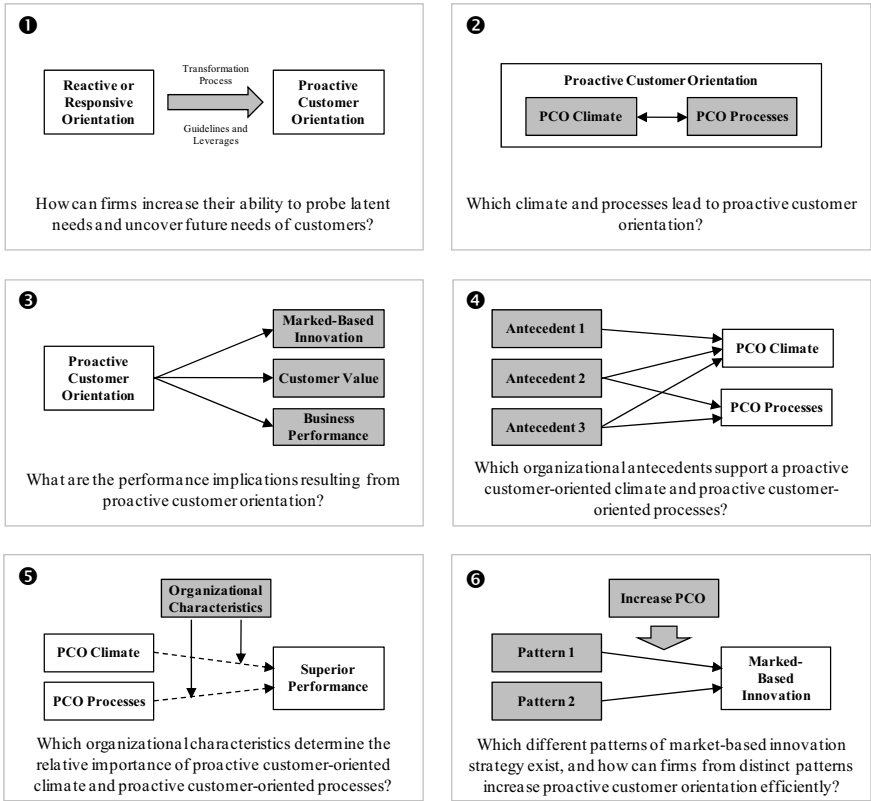 ❶
Reactive or
Responsive
Orientation
Transformation
Process
Guidelines and
Leverages
Proactive
Customer
Orientation
How can firms increase their ability to probe latent
needs and uncover future needs of customers?
❷
Proactive Customer Orientation
PCO Climate
PCO Processes
Which climate and processes lead to proactive customer
orientation?
❸
Proactive
Customer
Orientation
Marked-Based
Innovation
Customer Value
Business
Performance
What are the performance implications resulting from
proactive customer orientation?
❹
Antecedent 1
Antecedent 2
Antecedent 3
PCO Climate
PCO Processes
Which organizational antecedents support a proactive
customer-oriented climate and proactive customer-
oriented processes?
❺
Organizational
Characteristics
PCO Climate
PCO Processes
Superior
Performance
Which organizational characteristics determine the
relative importance of proactive customer-oriented
climate and proactive customer-oriented processes?
❻
Increase PCO
Pattern 1
Pattern 2
Marked-
Based
Innovation
Which different patterns of market-based innovation
strategy exist, and how can firms from distinct patterns
increase proactive customer orientation efficiently?